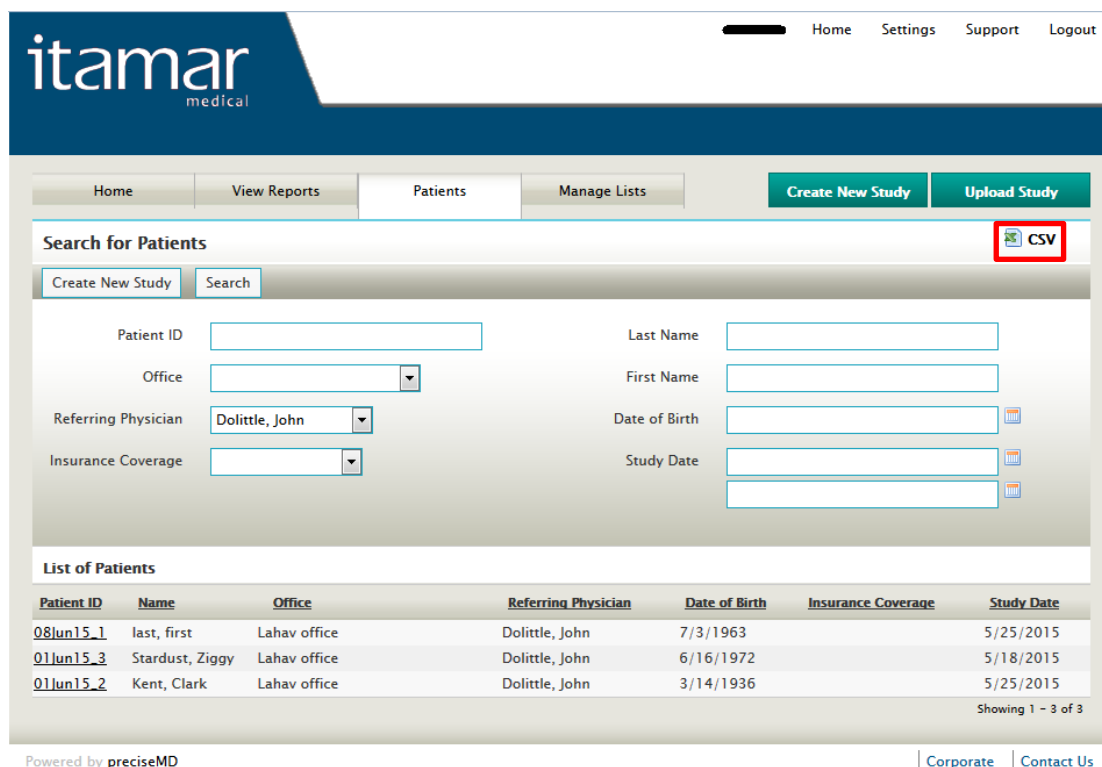 itamar
medical
Home Settings Support Logout
Home View Reports Patients Manage Lists Create New Study Upload Study
Search for Patients CSV
Create New Study Search
Patient ID Last Name
Office First Name
Referring Physician Dolittle, John Date of Birth
Insurance Coverage Study Date
List of Patients
Patient ID Name Office Referring Physician Date of Birth Insurance Coverage Study Date
08Jun15_1 last, first Lahav office Dolittle, John 7/3/1963 5/25/2015
01Jun15_3 Stardust, Ziggy Lahav office Dolittle, John 6/16/1972 5/18/2015
01Jun15_2 Kent, Clark Lahav office Dolittle, John 3/14/1936 5/25/2015
Showing 1 - 3 of 3
Powered by preciseMD Corporate Contact Us